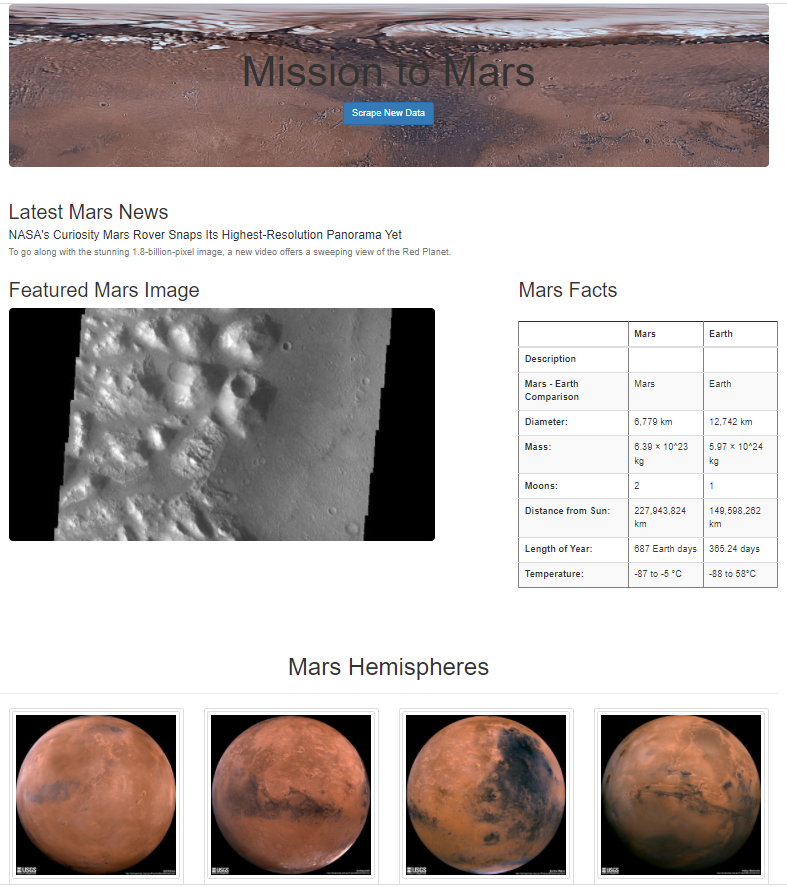 Mission to Mars
Scrape New Data
Latest Mars News
NASA's Curiosity Mars Rover Snaps Its Highest-Resolution Panorama Yet
To go along with the stunning 1.8-billion-pixel image, a new video offers a sweeping view of the Red Planet.
Featured Mars Image
Mars Facts
Mars Earth
Description
Mars - Earth Mars Earth
Comparison
Diameter: 6,779 km 12,742 km
Mass: 6.39 × 10^23 5.97 × 10^24
kg kg
Moons: 2 1
Distance from Sun: 227,943,824 149,598,262
km km
Length of Year: 687 Earth days 365.24 days
Temperature: -87 to -5 °C -88 to 58°C
Mars Hemispheres
USGS USGS USGS USGS